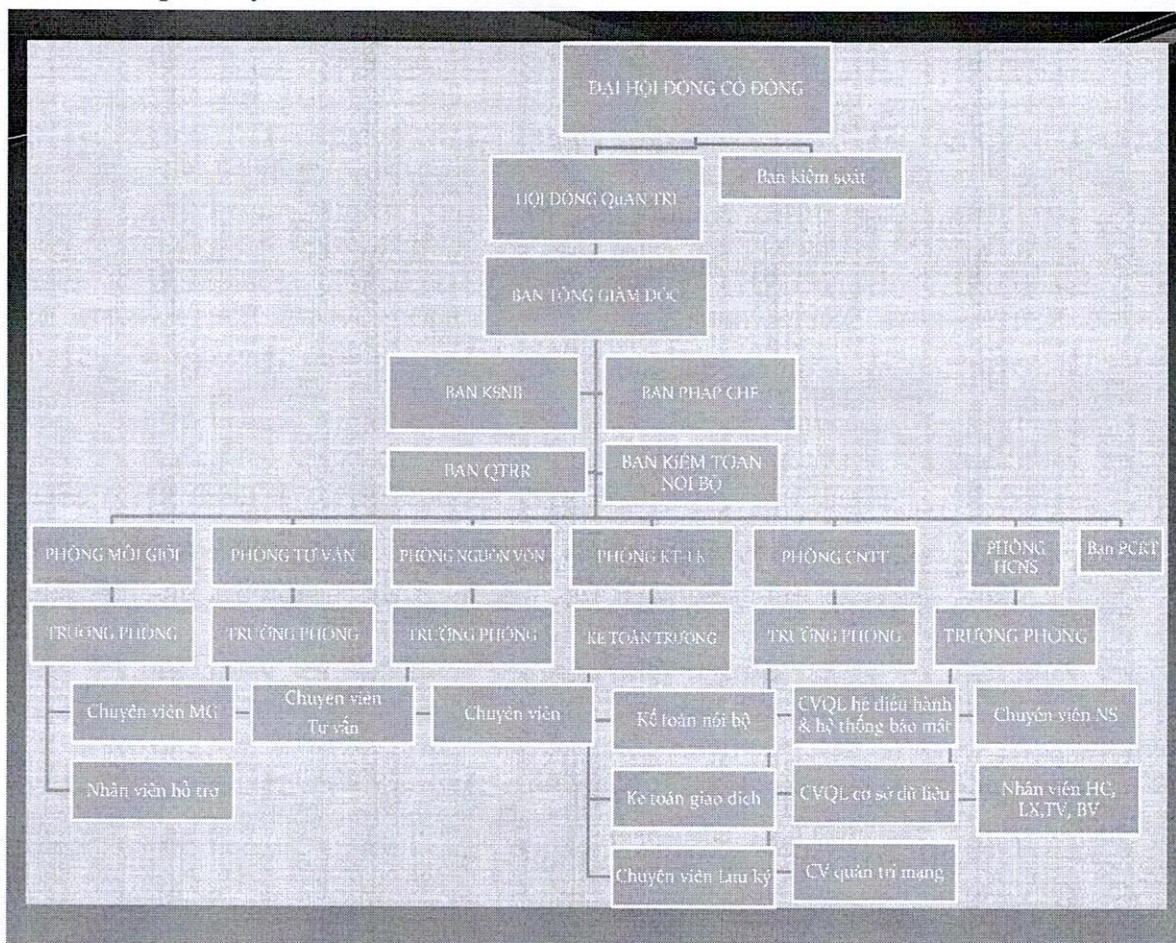 ĐẠI HỘI ĐỒNG CỔ ĐÔNG
HỘI ĐỒNG QuẢN TRỊ
Ban kiểm soát
BAN TỔNG GIÁM ĐỐC
BAN KSNB
BAN PHÁP CHẾ
BAN QTRR
BAN KIỂM TOÁN
NỘI BỘ
PHÒNG MÔI GIỚI
PHÒNG TƯ VẤN
PHÒNG NGUỒN VỐN
PHÒNG KT-LK
PHÒNG CNTT
PHÒNG
HCNS
Ban PCRT
TRƯỞNG PHÒNG
TRƯỞNG PHÒNG
TRƯỞNG PHÒNG
KẾ TOÁN TRƯỞNG
TRƯỞNG PHÒNG
TRƯỞNG PHÒNG
Chuyên viên MG
Chuyên viên
Tư vấn
Chuyên viên
Kế toán nội bộ
CVQL hệ điều hành
& hệ thống bảo mật
Chuyên viên NS
Nhân viên hỗ trợ
Kế toán giao dịch
CVQL cơ sở dữ liệu
Nhân viên HC,
LX,TV, BV
Chuyên viên Lưu ký
CV quản trị mạng